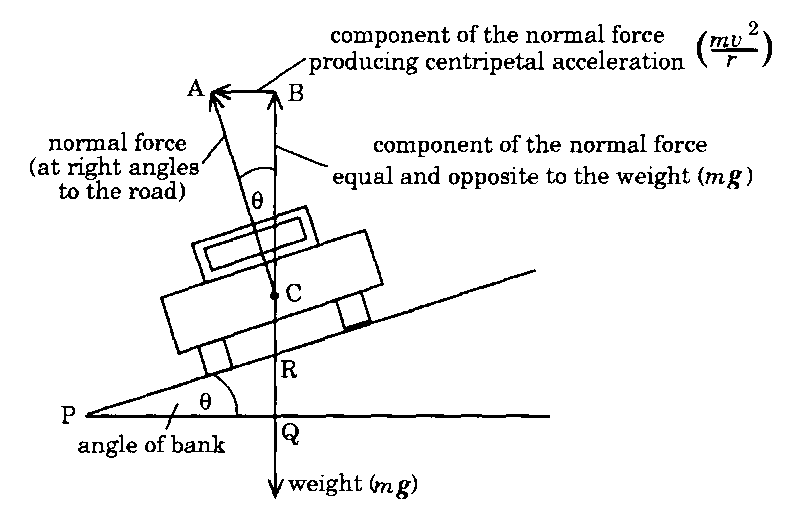 component of the normal force
producing centripetal acceleration (mv²/r)
A
B
normal force
(at right angles
to the road)
component of the normal force
equal and opposite to the weight (mg)
θ
C
R
P
θ
Q
angle of bank
weight (mg)